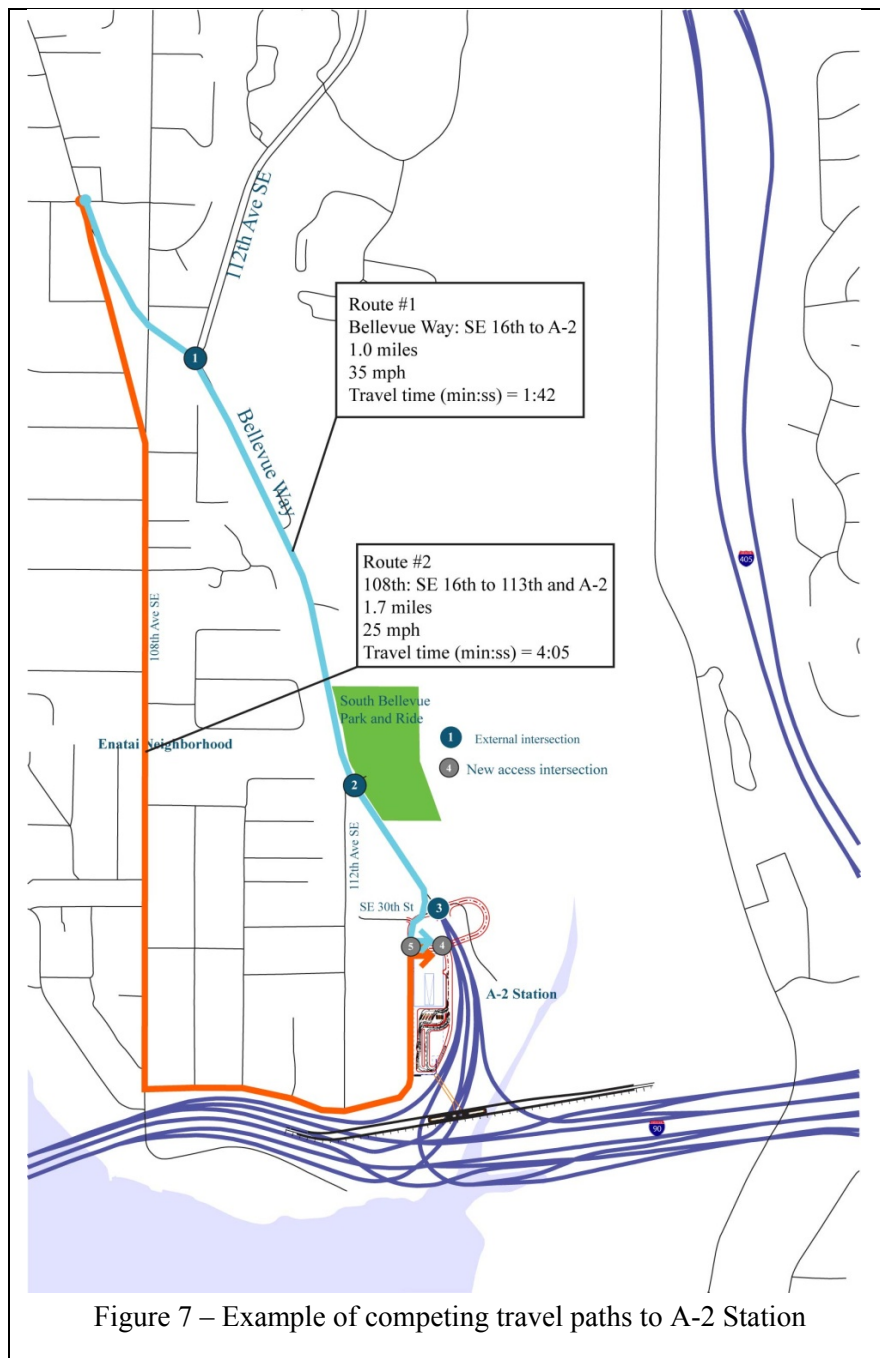 112th Ave SE
1
Route #1
Bellevue Way: SE 16th to A-2
1.0 miles
35 mph
Travel time (min:ss) = 1:42
Bellevue Way
405
Route #2
108th: SE 16th to 113th and A-2
1.7 miles
25 mph
Travel time (min:ss) = 4:05
108th Ave SE
South Bellevue
Park and Ride
Enatai Neighborhood
1 External intersection
4 New access intersection
2
112th Ave SE
SE 30th St
3
5
4
A-2 Station
90
Figure 7 – Example of competing travel paths to A-2 Station